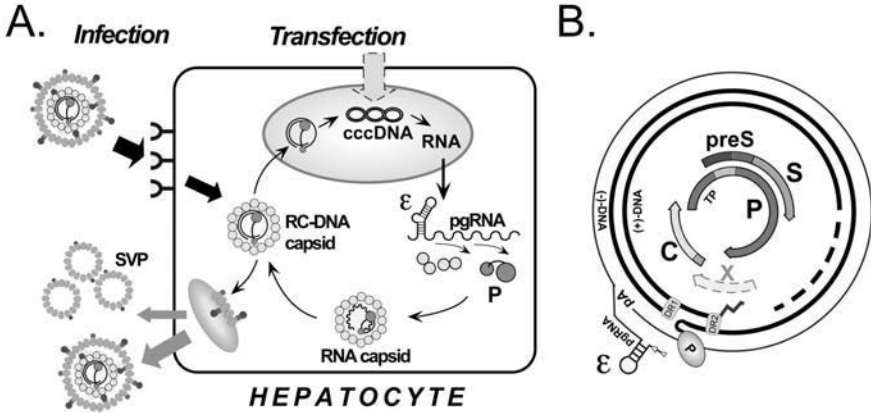 A.
Infection
Transfection
cccDNA
RNA
ε
pgRNA
P
RC-DNA
capsid
SVP
RNA capsid
HEPATOCYTE
B.
preS
S
TP
P
C
X
(-)-DNA
(+)-DNA
DR1
DR2
pA
pgRNA
ε
P